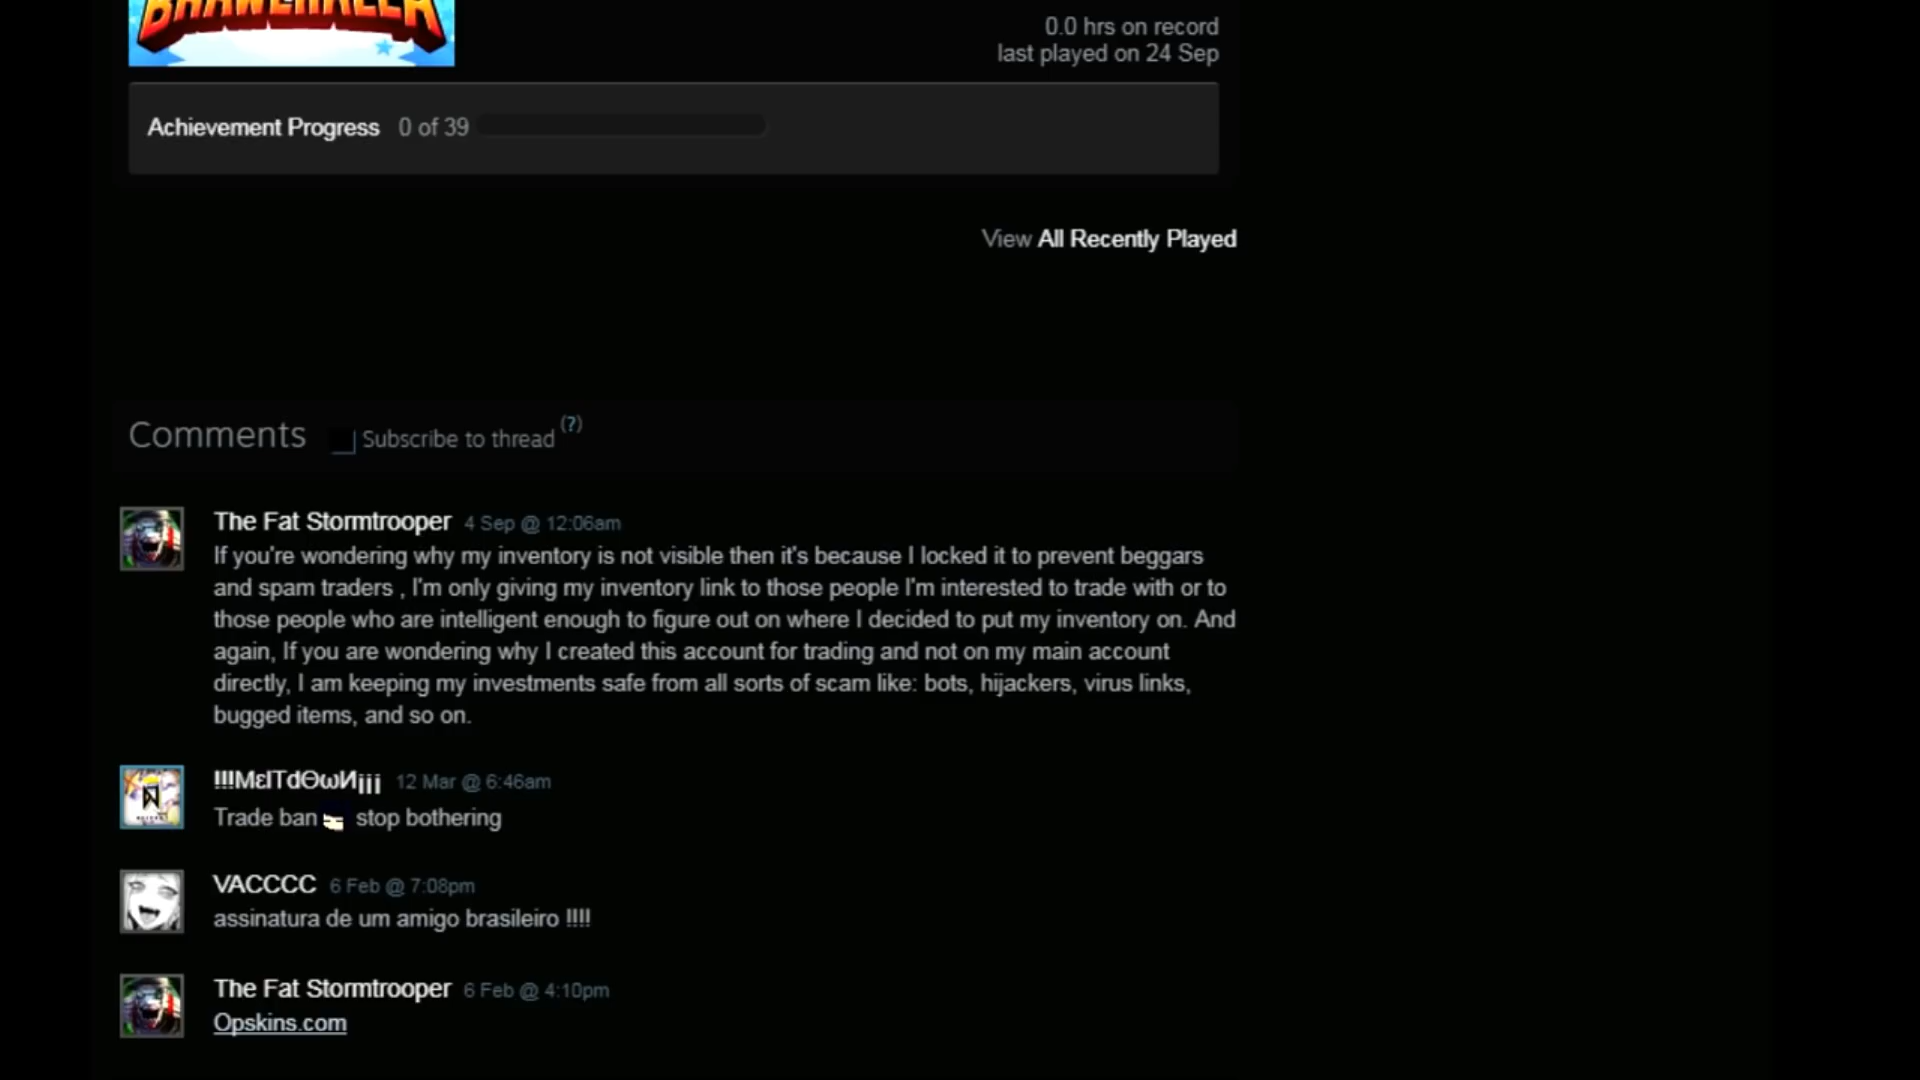 BRAWLHALLA
0.0 hrs on record
last played on 24 Sep
Achievement Progress 0 of 39
View All Recently Played
Comments Subscribe to thread (?)
The Fat Stormtrooper 4 Sep @ 12:06am
If you're wondering why my inventory is not visible then it's because I locked it to prevent beggars
and spam traders , I'm only giving my inventory link to those people I'm interested to trade with or to
those people who are intelligent enough to figure out on where I decided to put my inventory on. And
again, If you are wondering why I created this account for trading and not on my main account
directly, I am keeping my investments safe from all sorts of scam like: bots, hijackers, virus links,
bugged items, and so on.
!!!MεlTdΘωИ¡¡¡ 12 Mar @ 6:46am
Trade ban stop bothering
VACCCC 6 Feb @ 7:08pm
assinatura de um amigo brasileiro !!!!
The Fat Stormtrooper 6 Feb @ 4:10pm
Opskins.com